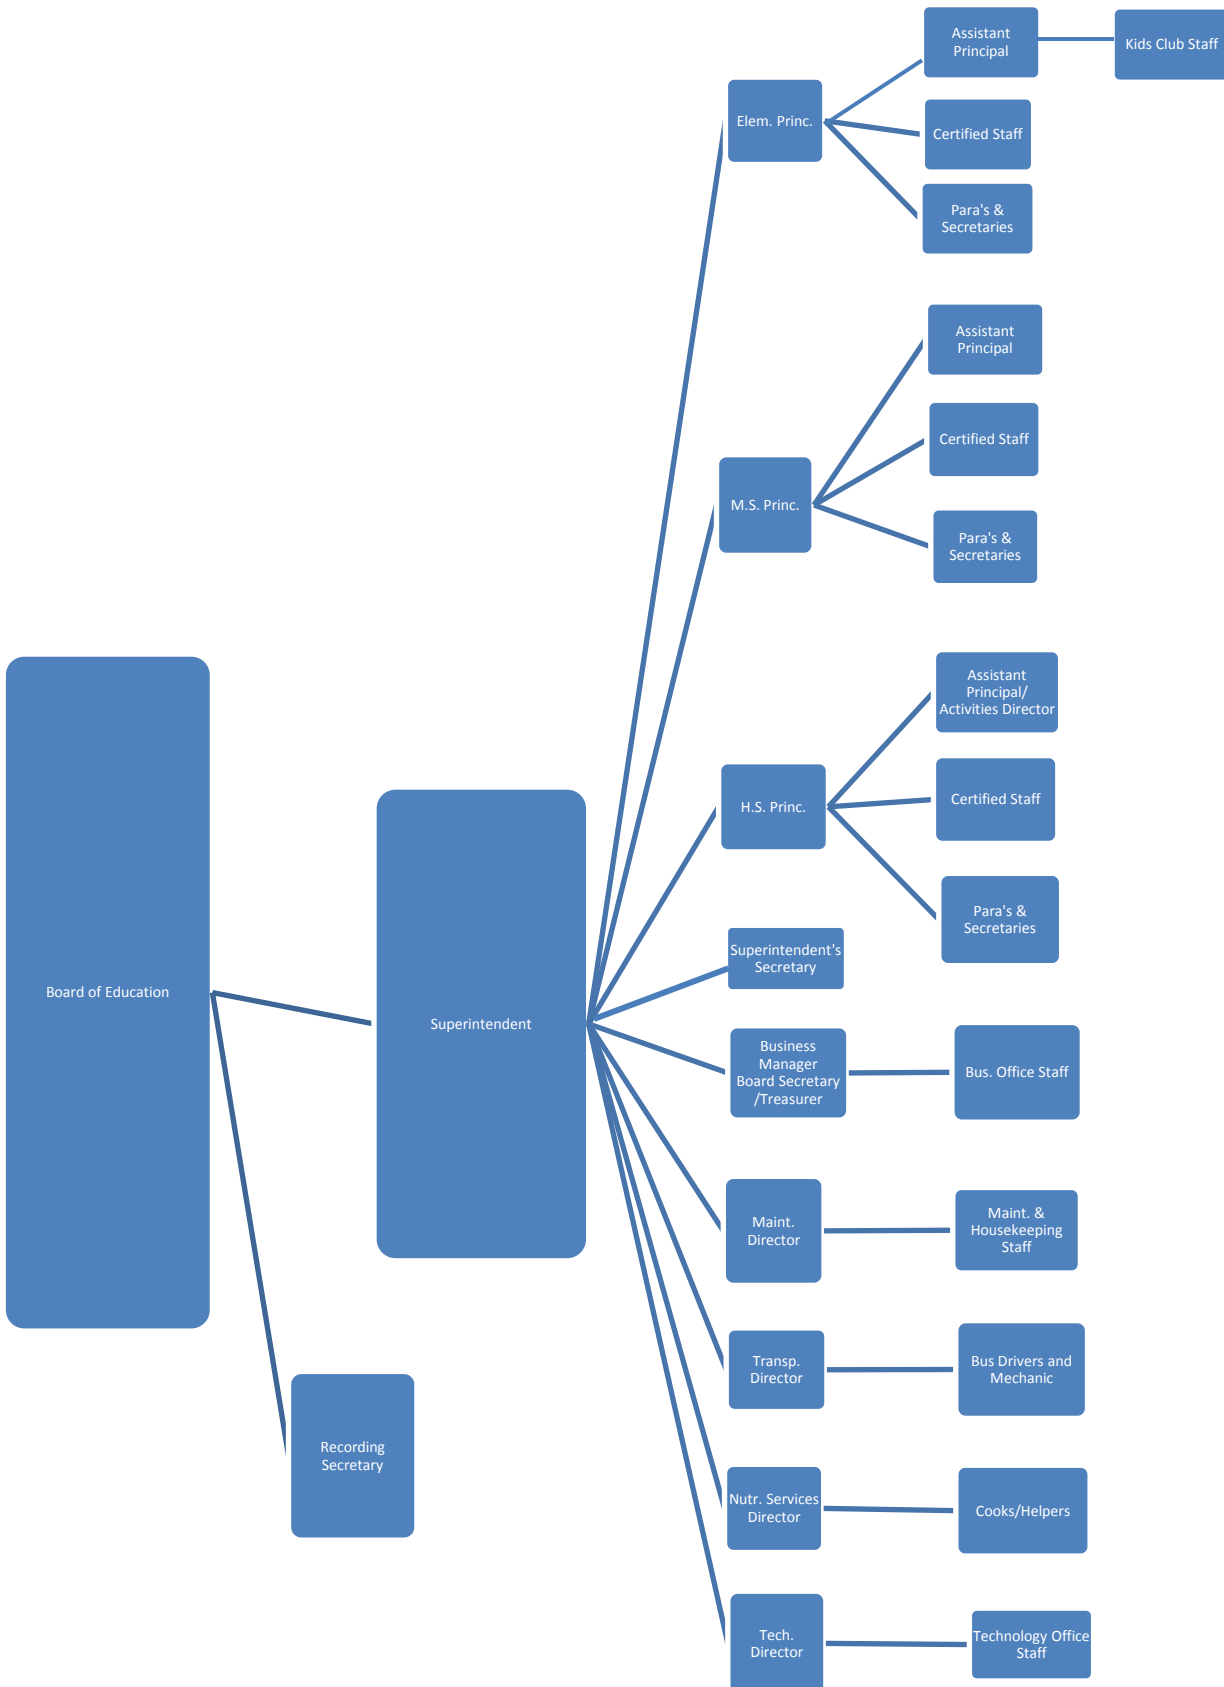 Assistant
Principal
Kids Club Staff
Elem. Princ.
Certified Staff
Para's &
Secretaries
Assistant
Principal
Certified Staff
M.S. Princ.
Para's &
Secretaries
Assistant
Principal/
Activities Director
H.S. Princ.
Certified Staff
Para's &
Secretaries
Superintendent's
Secretary
Board of Education
Superintendent
Business
Manager
Board Secretary
/Treasurer
Bus. Office Staff
Maint.
Director
Maint. &
Housekeeping
Staff
Transp.
Director
Bus Drivers and
Mechanic
Recording
Secretary
Nutr. Services
Director
Cooks/Helpers
Tech.
Director
Technology Office
Staff